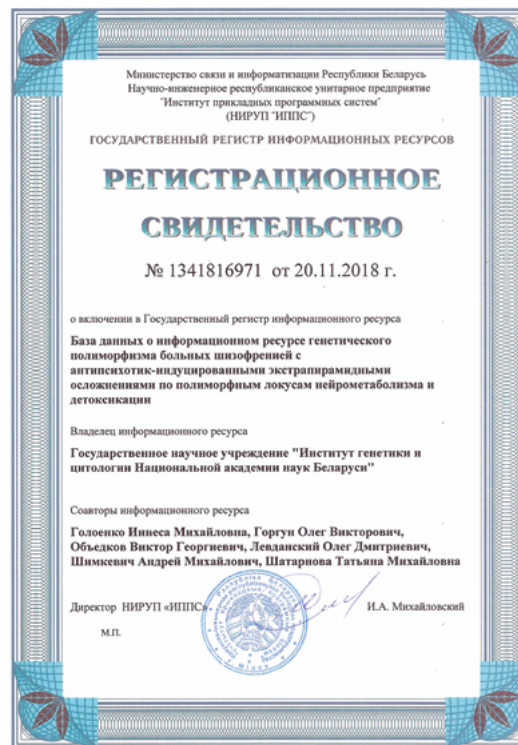 Министерство связи и информатизации Республики Беларусь
Научно-инженерное республиканское унитарное предприятие
"Институт прикладных программных систем"
(НИРУП "ИППС")
ГОСУДАРСТВЕННЫЙ РЕГИСТР ИНФОРМАЦИОННЫХ РЕСУРСОВ
РЕГИСТРАЦИОННОЕ
СВИДЕТЕЛЬСТВО
№ 1341816971 от 20.11.2018 г.
о включении в Государственный регистр информационного ресурса
База данных о информационном ресурсе генетического
полиморфизма больных шизофренией с
антипсихотик-индуцированными экстрапирамидными
осложнениями по полиморфным локусам нейрометаболизма и
детоксикации
Владелец информационного ресурса
Государственное научное учреждение "Институт генетики и
цитологии Национальной академии наук Беларуси"
Соавторы информационного ресурса
Голоенко Иннеса Михайловна, Горгун Олег Викторович,
Объедков Виктор Георгиевич, Левданский Олег Дмитриевич,
Шимкевич Андрей Михайлович, Шатарнова Татьяна Михайловна
Директор НИРУП «ИППС» И.А. Михайловский
М.П.